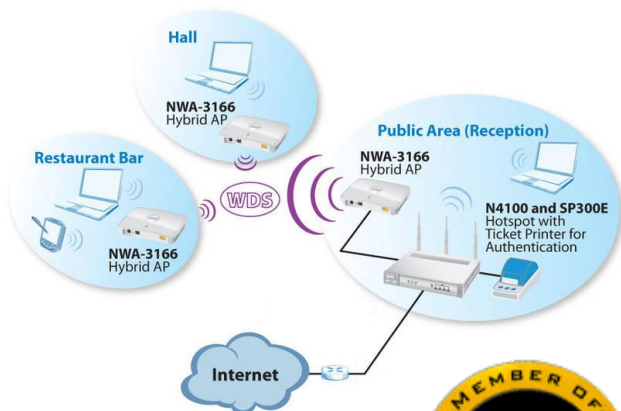 Hall
NWA-3166
Hybrid AP
Restaurant Bar
NWA-3166
Hybrid AP
WDS
Public Area (Reception)
NWA-3166
Hybrid AP
N4100 and SP300E
Hotspot with
Ticket Printer for
Authentication
Internet
MEMBER OF